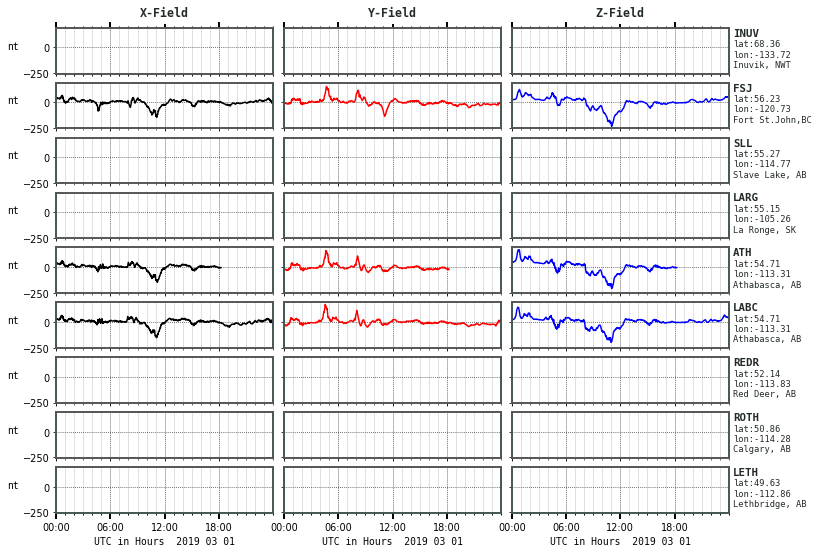 X-Field Y-Field Z-Field
nt 0 −250 INUV
lat:68.36
lon:-133.72
Inuvik, NWT
nt 0 −250 FSJ
lat:56.23
lon:-120.73
Fort St.John,BC
nt 0 −250 SLL
lat:55.27
lon:-114.77
Slave Lake, AB
nt 0 −250 LARG
lat:55.15
lon:-105.26
La Ronge, SK
nt 0 −250 ATH
lat:54.71
lon:-113.31
Athabasca, AB
nt 0 −250 LABC
lat:54.71
lon:-113.31
Athabasca, AB
nt 0 −250 REDR
lat:52.14
lon:-113.83
Red Deer, AB
nt 0 −250 ROTH
lat:50.86
lon:-114.28
Calgary, AB
nt 0 −250 LETH
lat:49.63
lon:-112.86
Lethbridge, AB
00:00 06:00 12:00 18:00 00:00 06:00 12:00 18:00 00:00 06:00 12:00 18:00
UTC in Hours 2019 03 01 UTC in Hours 2019 03 01 UTC in Hours 2019 03 01